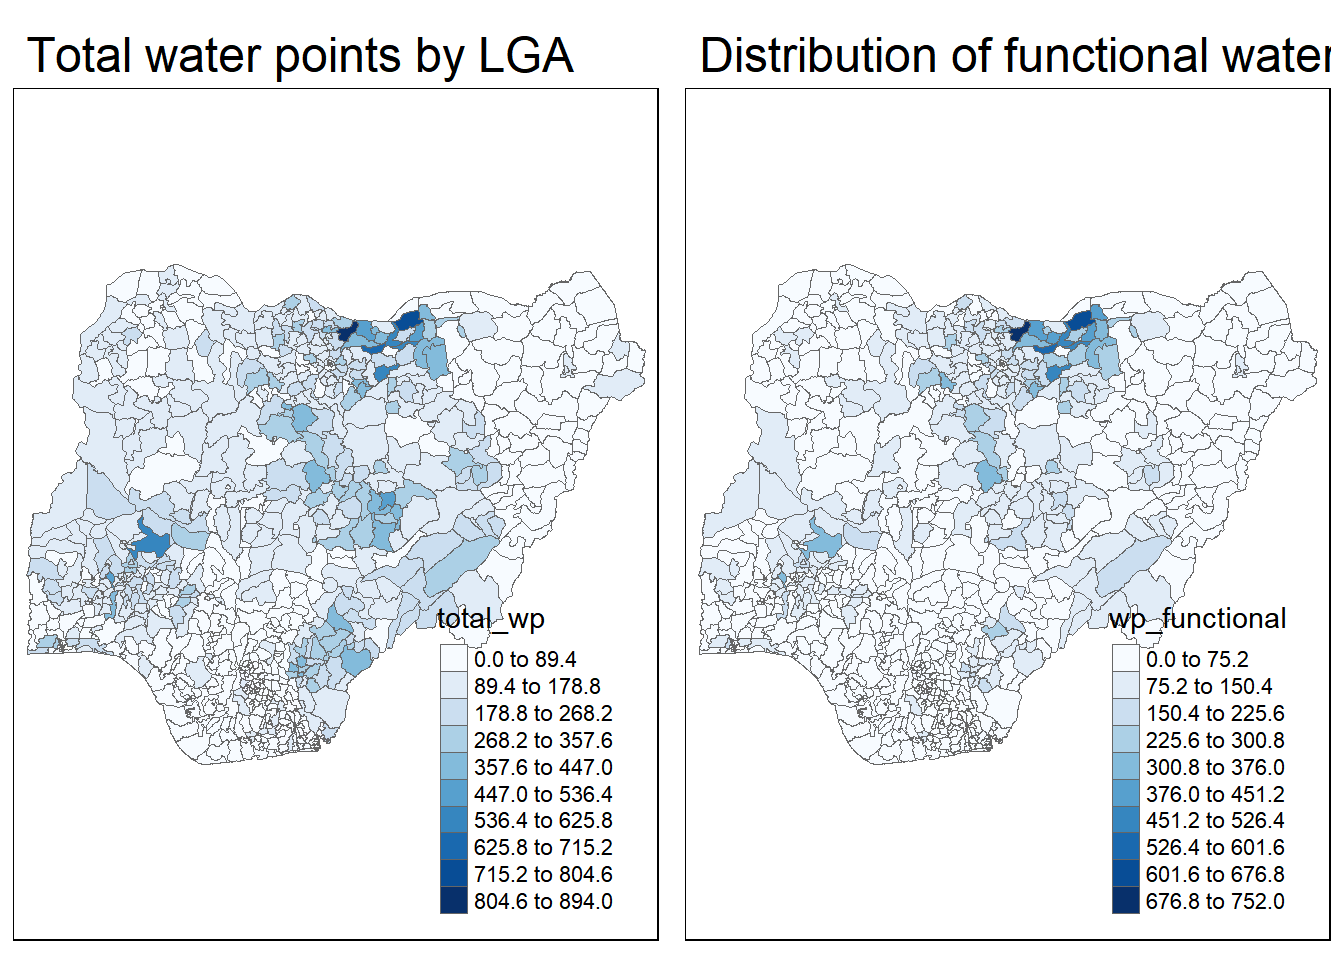 Total water points by LGA
total_wp
0.0 to 89.4
89.4 to 178.8
178.8 to 268.2
268.2 to 357.6
357.6 to 447.0
447.0 to 536.4
536.4 to 625.8
625.8 to 715.2
715.2 to 804.6
804.6 to 894.0
Distribution of functional water
wp_functional
0.0 to 75.2
75.2 to 150.4
150.4 to 225.6
225.6 to 300.8
300.8 to 376.0
376.0 to 451.2
451.2 to 526.4
526.4 to 601.6
601.6 to 676.8
676.8 to 752.0